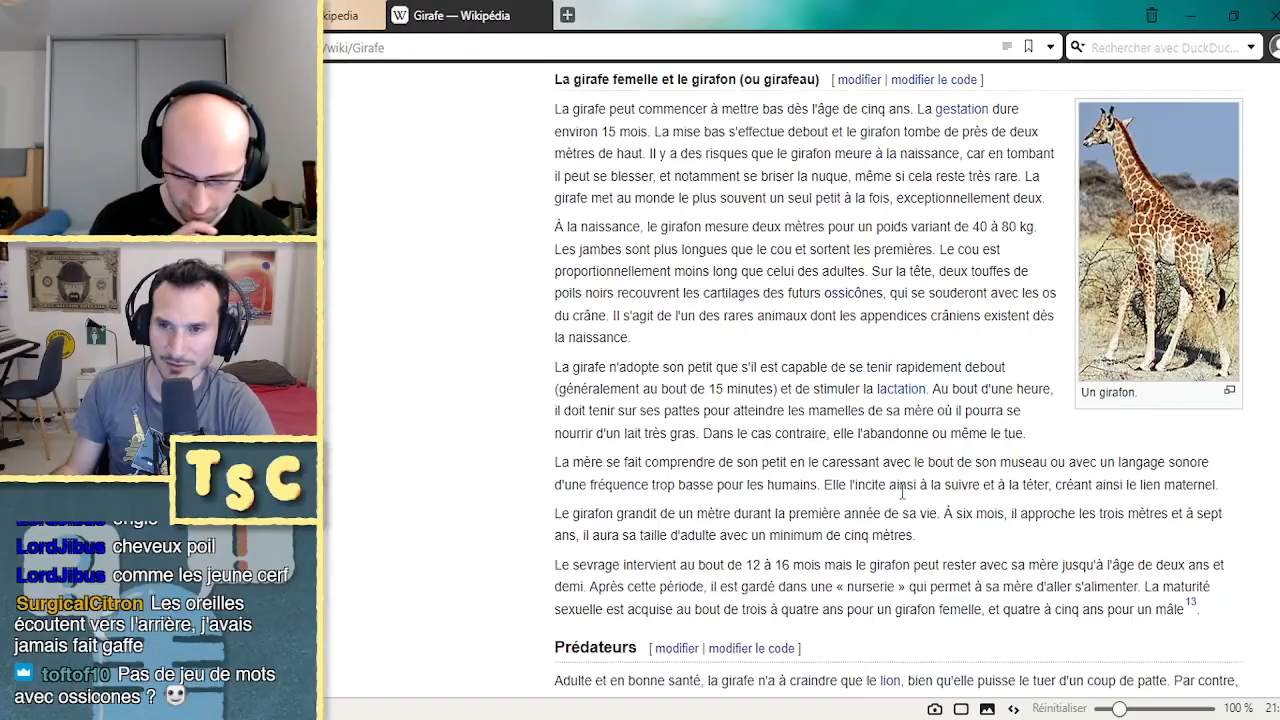 kipedia
Girafe — Wikipédia
/wiki/Girafe
Rechercher avec DuckDuc...
La girafe femelle et le girafon (ou girafeau) [ modifier | modifier le code ]
La girafe peut commencer à mettre bas dès l'âge de cinq ans. La gestation dure
environ 15 mois. La mise bas s'effectue debout et le girafon tombe de près de deux
mètres de haut. Il y a des risques que le girafon meure à la naissance, car en tombant
il peut se blesser, et notamment se briser la nuque, même si cela reste très rare. La
girafe met au monde le plus souvent un seul petit à la fois, exceptionnellement deux.
À la naissance, le girafon mesure deux mètres pour un poids variant de 40 à 80 kg.
Les jambes sont plus longues que le cou et sortent les premières. Le cou est
proportionnellement moins long que celui des adultes. Sur la tête, deux touffes de
poils noirs recouvrent les cartilages des futurs ossicônes, qui se souderont avec les os
du crâne. Il s'agit de l'un des rares animaux dont les appendices crâniens existent dès
la naissance.
La girafe n'adopte son petit que s'il est capable de se tenir rapidement debout
(généralement au bout de 15 minutes) et de stimuler la lactation. Au bout d'une heure,
il doit tenir sur ses pattes pour atteindre les mamelles de sa mère où il pourra se
nourrir d'un lait très gras. Dans le cas contraire, elle l'abandonne ou même le tue.
Un girafon.
La mère se fait comprendre de son petit en le caressant avec le bout de son museau ou avec un langage sonore
d'une fréquence trop basse pour les humains. Elle l'incite ainsi à la suivre et à la téter, créant ainsi le lien maternel.
Le girafon grandit de un mètre durant la première année de sa vie. À six mois, il approche les trois mètres et à sept
ans, il aura sa taille d'adulte avec un minimum de cinq mètres.
Le sevrage intervient au bout de 12 à 16 mois mais le girafon peut rester avec sa mère jusqu'à l'âge de deux ans et
demi. Après cette période, il est gardé dans une « nurserie » qui permet à sa mère d'aller s'alimenter. La maturité
sexuelle est acquise au bout de trois à quatre ans pour un girafon femelle, et quatre à cinq ans pour un mâle 13.
Prédateurs [ modifier | modifier le code ]
Adulte et en bonne santé, la girafe n'a à craindre que le lion, bien qu'elle puisse le tuer d'un coup de patte. Par contre,
Réinitialiser
100 %
21:
TSC
LordJibus cheveux poil
LordJibus comme les jeune cerf
SurgicalCitron Les oreilles
écoutent vers l'arrière, j'avais
jamais fait gaffe
toftof10 Pas de jeu de mots
avec ossicones ?